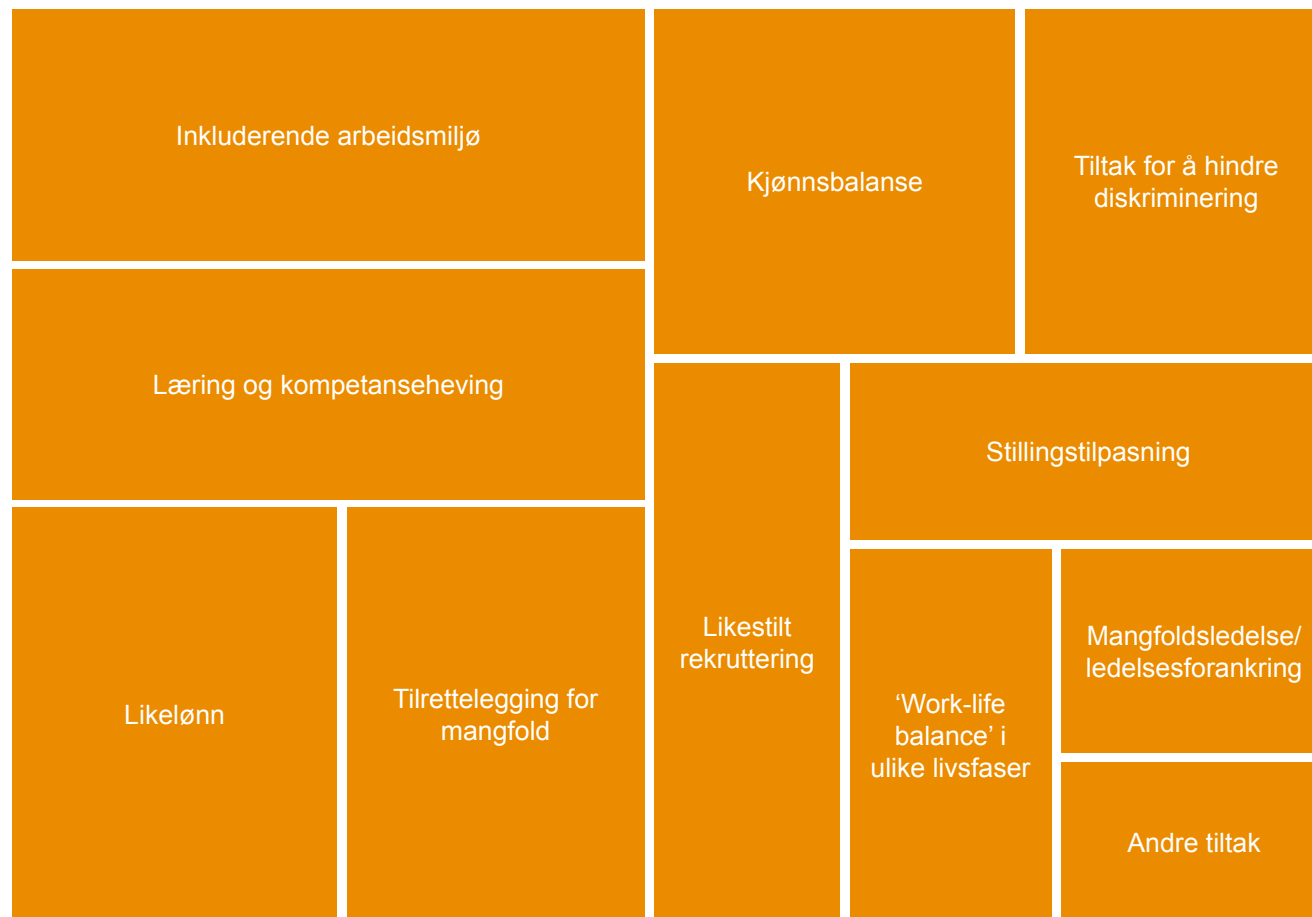 Inkluderende arbeidsmiljø
Kjønnsbalanse
Tiltak for å hindre
diskriminering
Læring og kompetanseheving
Stillingstilpasning
Likelønn
Tilrettelegging for
mangfold
Likestilt
rekruttering
‘Work-life
balance’ i
ulike livsfaser
Mangfoldsledelse/
ledelsesforankring
Andre tiltak